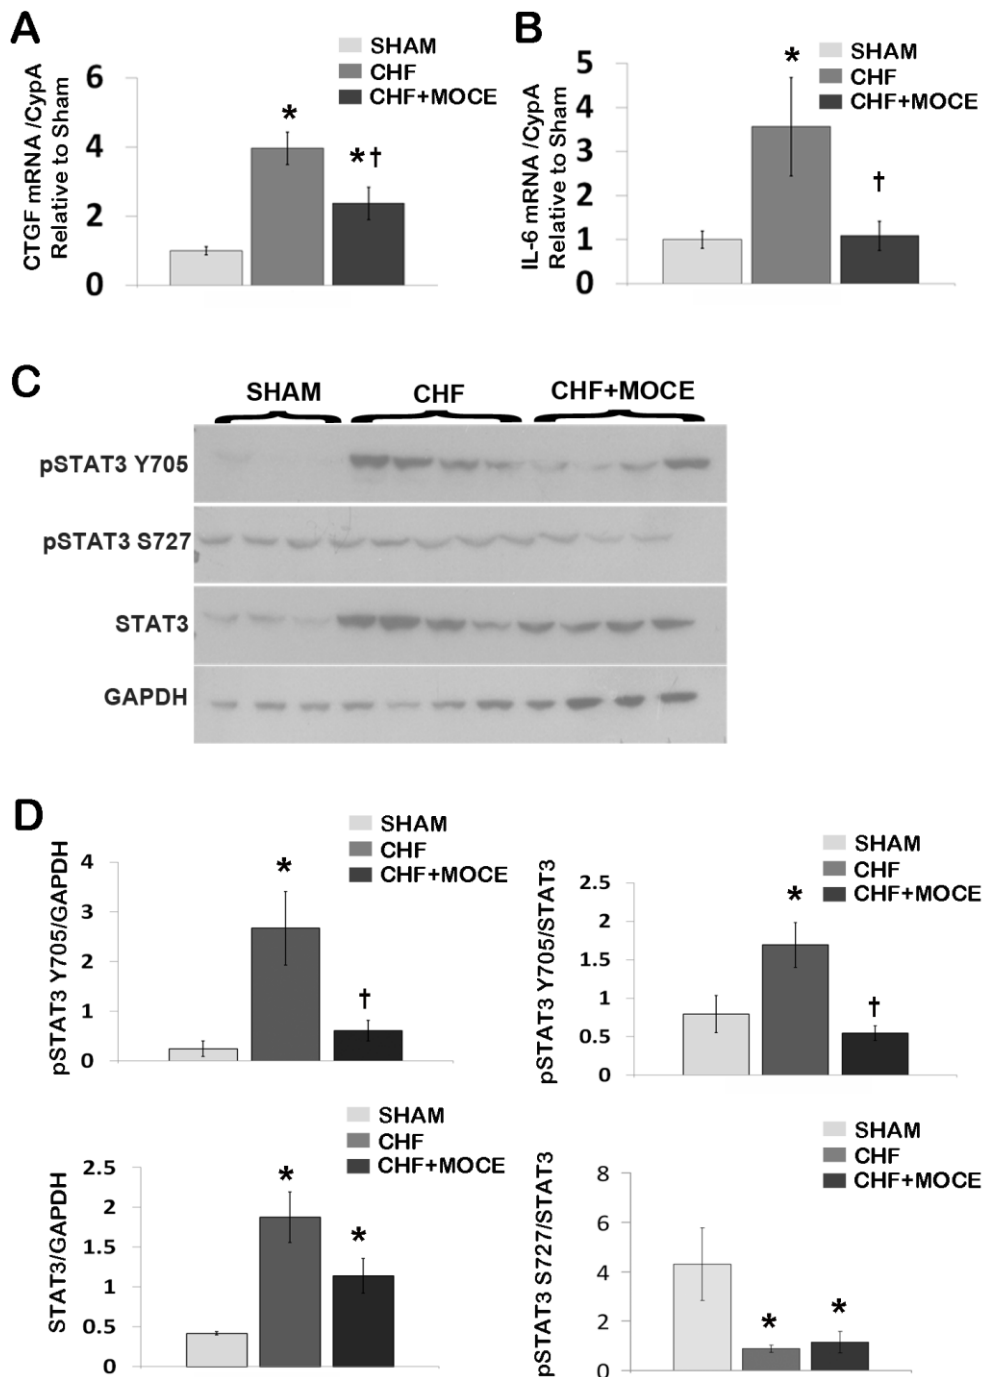 A
SHAM
CHF
CHF+MOCE
CTGF mRNA /CypA
Relative to Sham
6
4
2
0
*
*†
B
SHAM
CHF
CHF+MOCE
IL-6 mRNA /CypA
Relative to Sham
5
4
3
2
1
0
*
†
C
SHAM CHF CHF+MOCE
pSTAT3 Y705
pSTAT3 S727
STAT3
GAPDH
D
SHAM
CHF
CHF+MOCE
pSTAT3 Y705/GAPDH
4
3
2
1
0
*
†
SHAM
CHF
CHF+MOCE
pSTAT3 Y705/STAT3
2.5
2
1.5
1
0.5
0
*
†
SHAM
CHF
CHF+MOCE
STAT3/GAPDH
2.5
2
1.5
1
0.5
0
*
*
SHAM
CHF
CHF+MOCE
pSTAT3 S727/STAT3
8
6
4
2
0
*
*